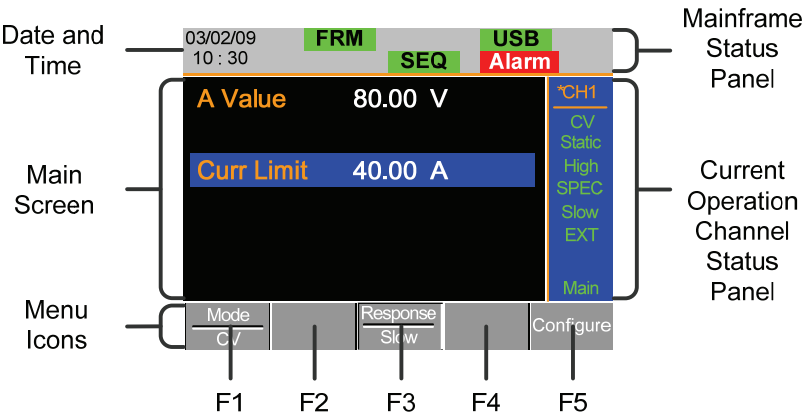 Date and
Time
03/02/09
10 : 30
FRM
USB
SEQ
Alarm
Mainframe
Status
Panel
Main
Screen
A Value 80.00 V
Curr Limit 40.00 A
*CH1
CV
Static
High
SPEC
Slow
EXT
Main
Current
Operation
Channel
Status
Panel
Menu
Icons
Mode
CV
Response
Slow
Configure
F1
F2
F3
F4
F5